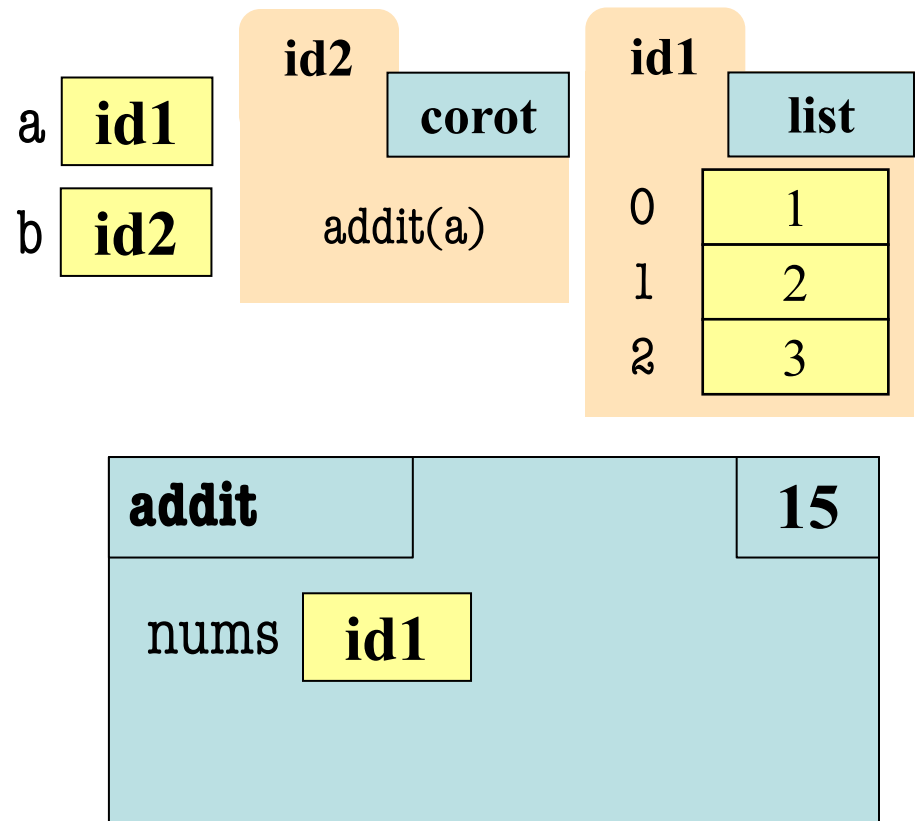 id2
id1
a id1
corot
list
b id2
addit(a)
0 1
1 2
2 3
addit 15
nums id1